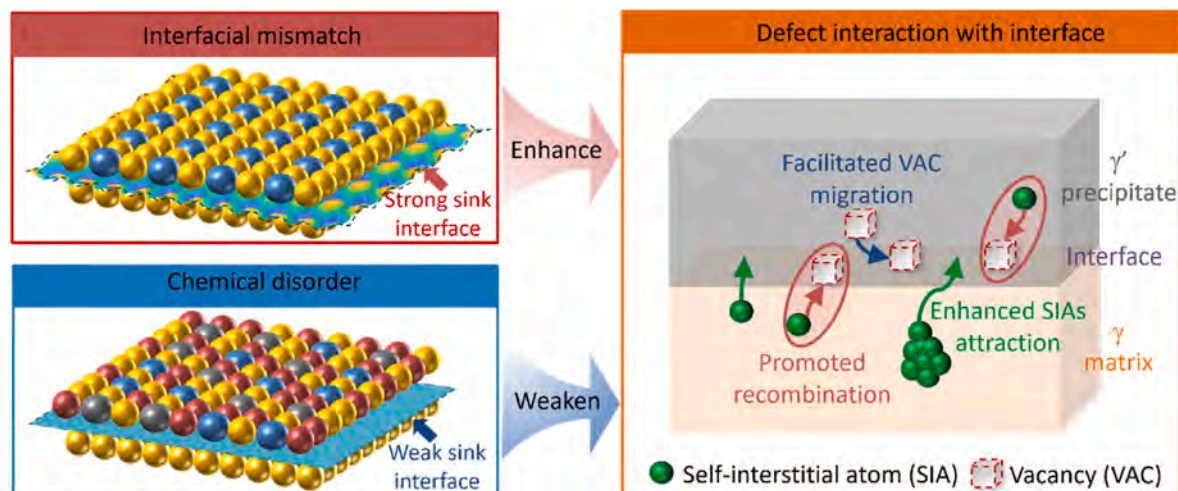 Interfacial mismatch
Strong sink
interface
Chemical disorder
Weak sink
interface
Enhance
Weaken
Defect interaction with interface
Facilitated VAC
migration
γ'
precipitate
Interface
Enhanced SIAs
attraction
Promoted
recombination
γ
matrix
Self-interstitial atom (SIA)
Vacancy (VAC)